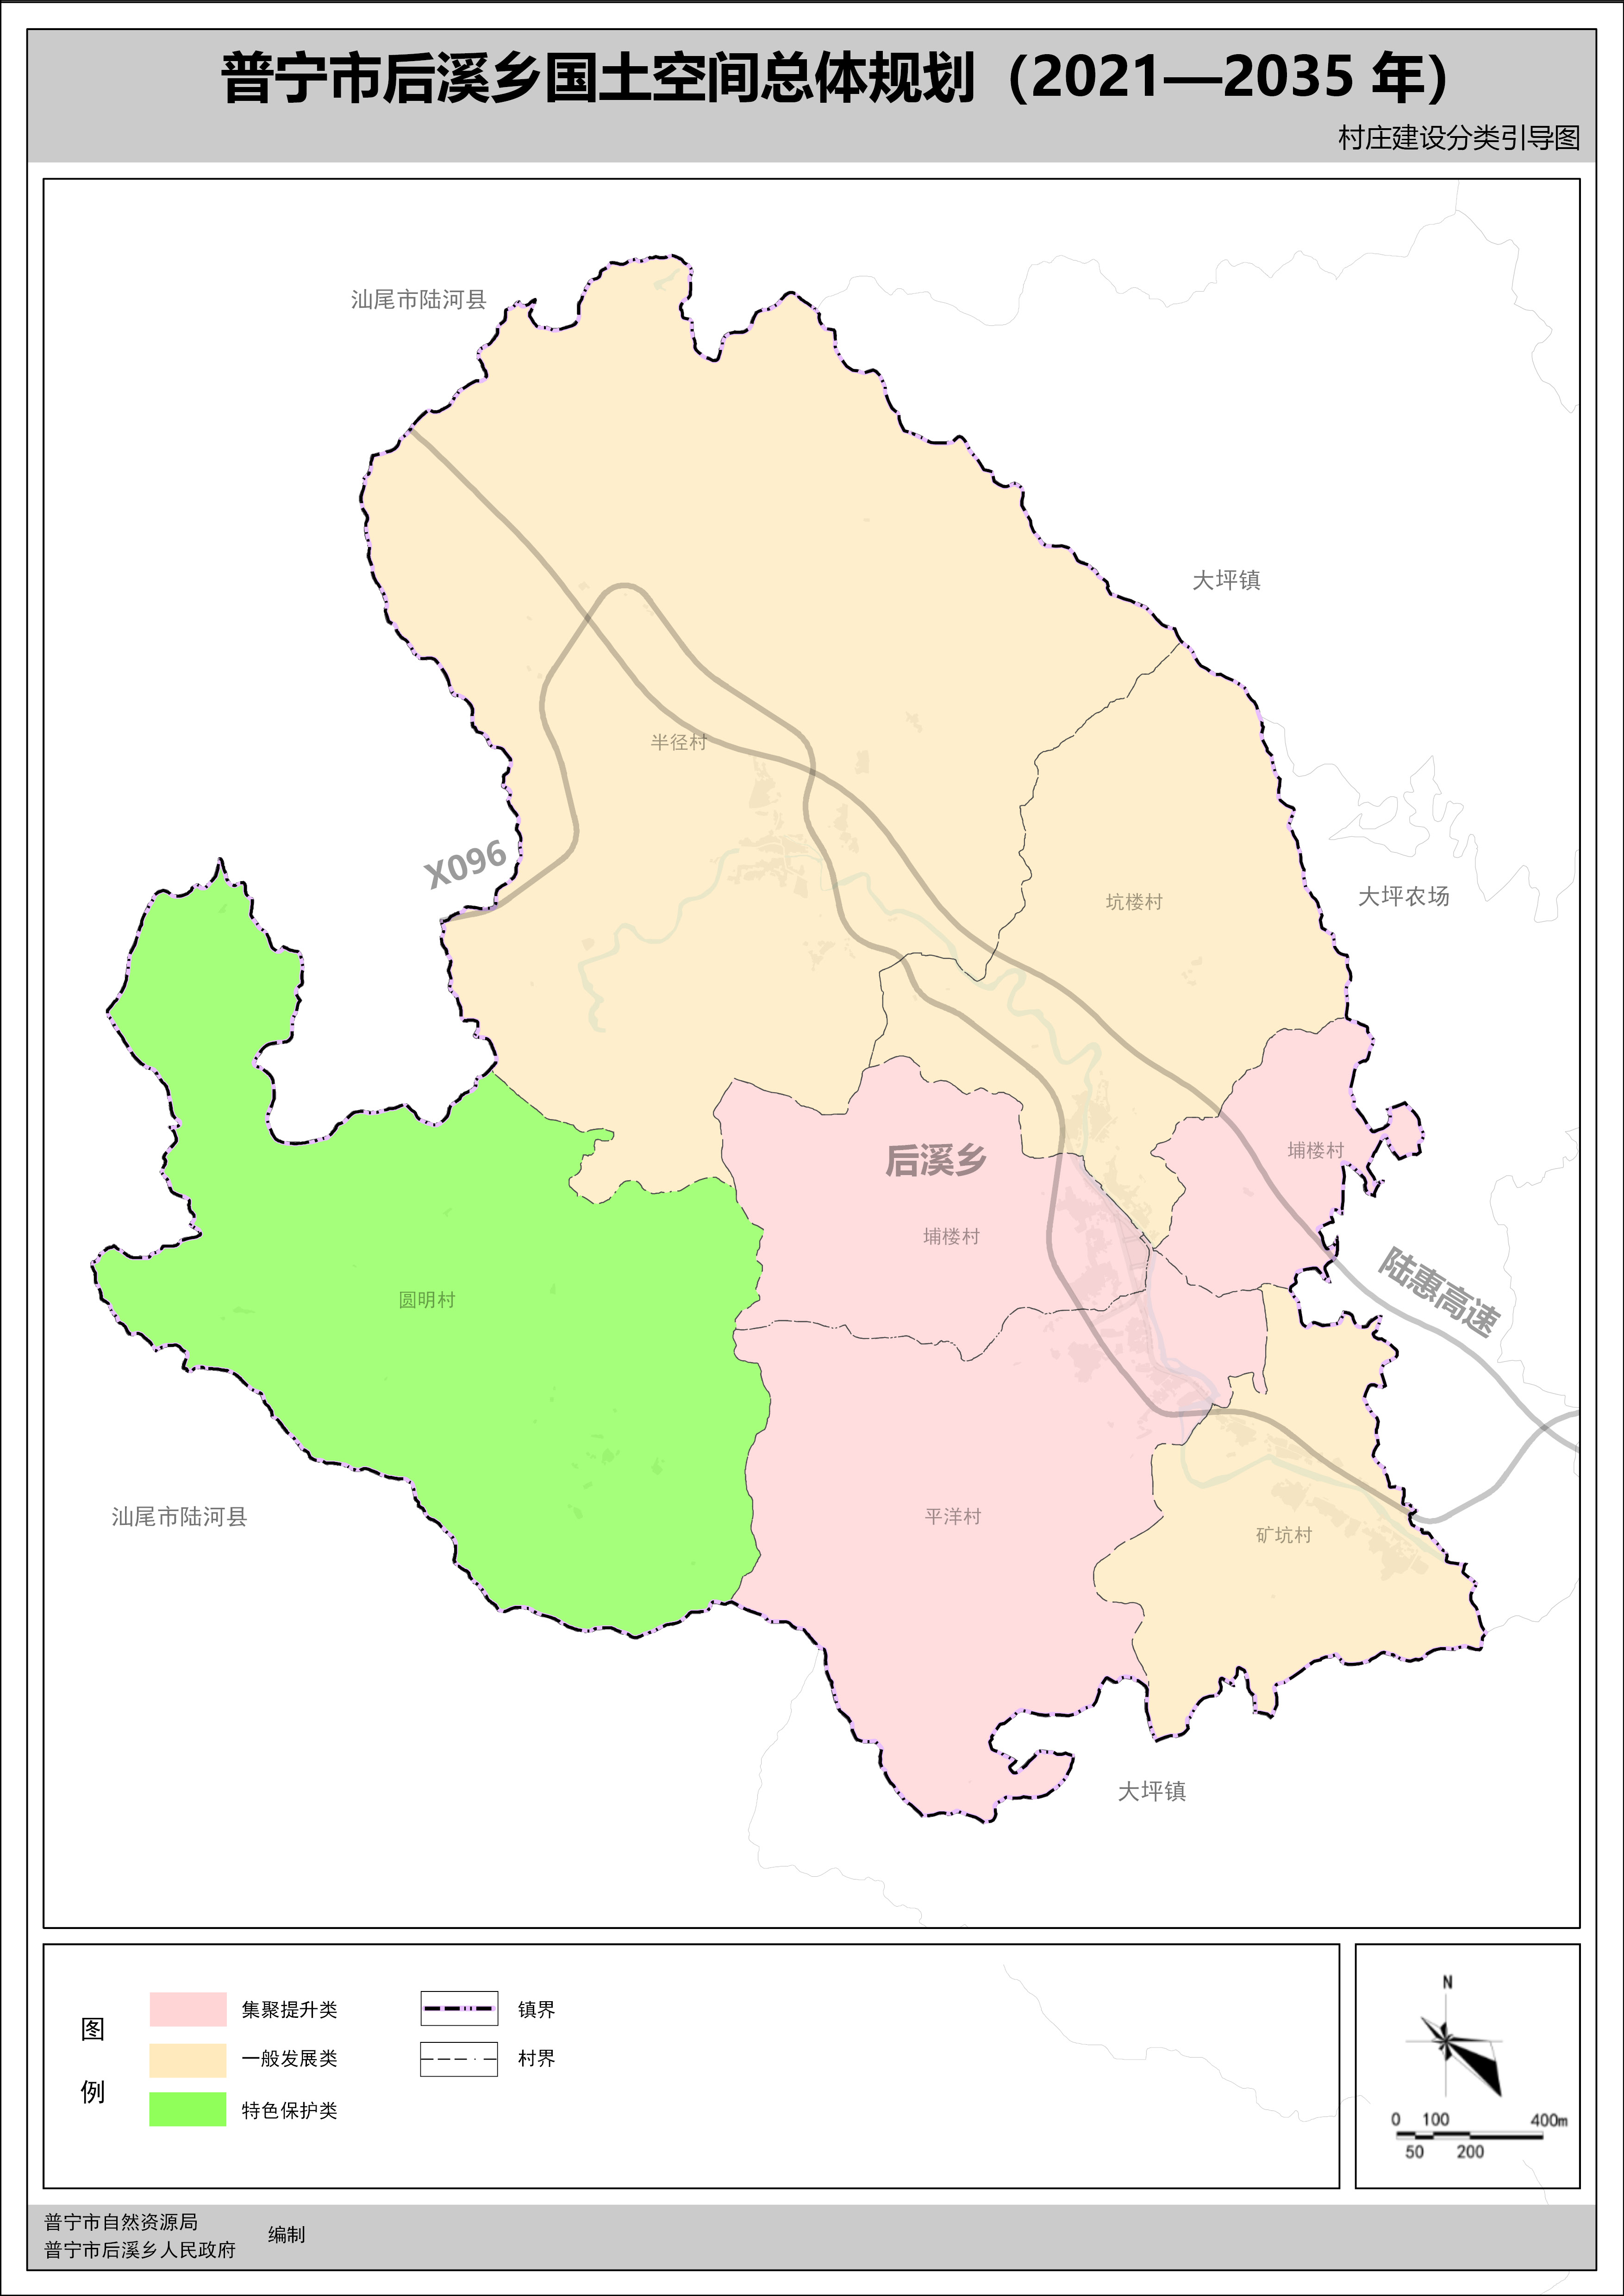 普宁市后溪乡国土空间总体规划（2021—2035 年）
村庄建设分类引导图
汕尾市陆河县
大坪镇
半径村
X096
坑楼村
大坪农场
后溪乡
埔楼村
埔楼村
圆明村
陆惠高速
汕尾市陆河县
平洋村
矿坑村
大坪镇
图例
集聚提升类
镇界
一般发展类
村界
特色保护类
N
0 100 400m
50 200
普宁市自然资源局
普宁市后溪乡人民政府
编制